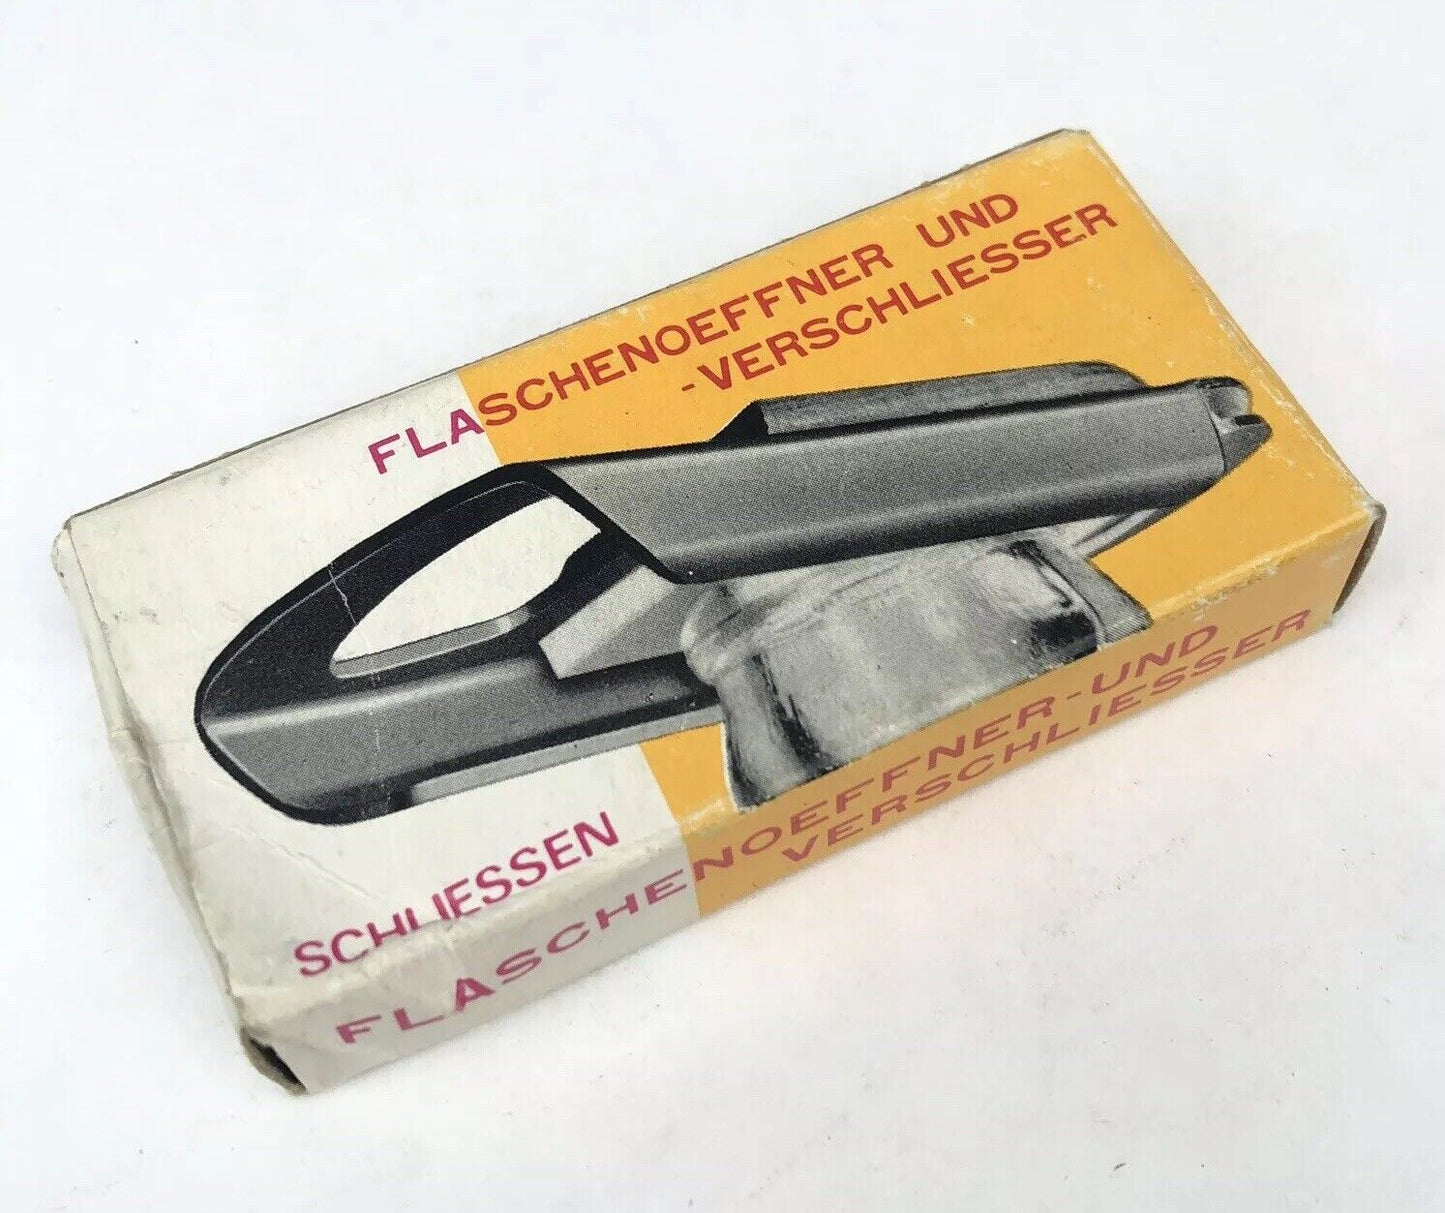 FLASCHENOEFFNER UND
-VERSCHLIESSER
SCHLIESSEN
FLASCHENOEFFNER-UND
VERSCHLIESSER